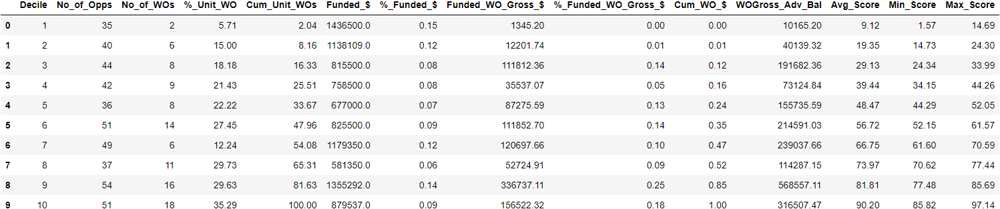 Decile No_of_Opps No_of_WOs %_Unit_WO Cum_Unit_WOs Funded_$ %_Funded_$ Funded_WO_Gross_$ %_Funded_WO_Gross_$ Cum_WO_$ WOGross_Adv_Bal Avg_Score Min_Score Max_Score
0 1 35 2 5.71 2.04 1436500.0 0.15 1345.20 0.00 0.00 10165.20 9.12 1.57 14.69
1 2 40 6 15.00 8.16 1138109.0 0.12 12201.74 0.01 0.01 40139.32 19.35 14.73 24.30
2 3 44 8 18.18 16.33 815500.0 0.08 111812.36 0.14 0.12 191682.36 29.13 24.34 33.99
3 4 42 9 21.43 25.51 758500.0 0.08 35537.07 0.05 0.16 73124.84 39.44 34.15 44.26
4 5 36 8 22.22 33.67 677000.0 0.07 87275.59 0.13 0.24 155735.59 48.47 44.29 52.05
5 6 51 14 27.45 47.96 825500.0 0.09 111852.70 0.14 0.35 214591.03 56.72 52.15 61.57
6 7 49 6 12.24 54.08 1179350.0 0.12 120697.66 0.10 0.47 239037.66 66.75 61.60 70.59
7 8 37 11 29.73 65.31 581350.0 0.06 52724.91 0.09 0.52 114287.15 73.97 70.62 77.44
8 9 54 16 29.63 81.63 1355292.0 0.14 336737.11 0.25 0.85 568557.11 81.81 77.48 85.69
9 10 51 18 35.29 100.00 879537.0 0.09 156522.32 0.18 1.00 316507.47 90.20 85.82 97.14